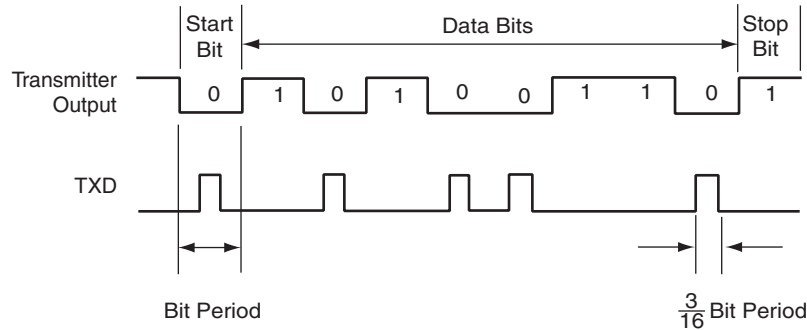 Start
Bit
Data Bits
Stop
Bit
Transmitter
Output
0 1 0 1 0 0 1 1 0 1
TXD
Bit Period
3/16 Bit Period